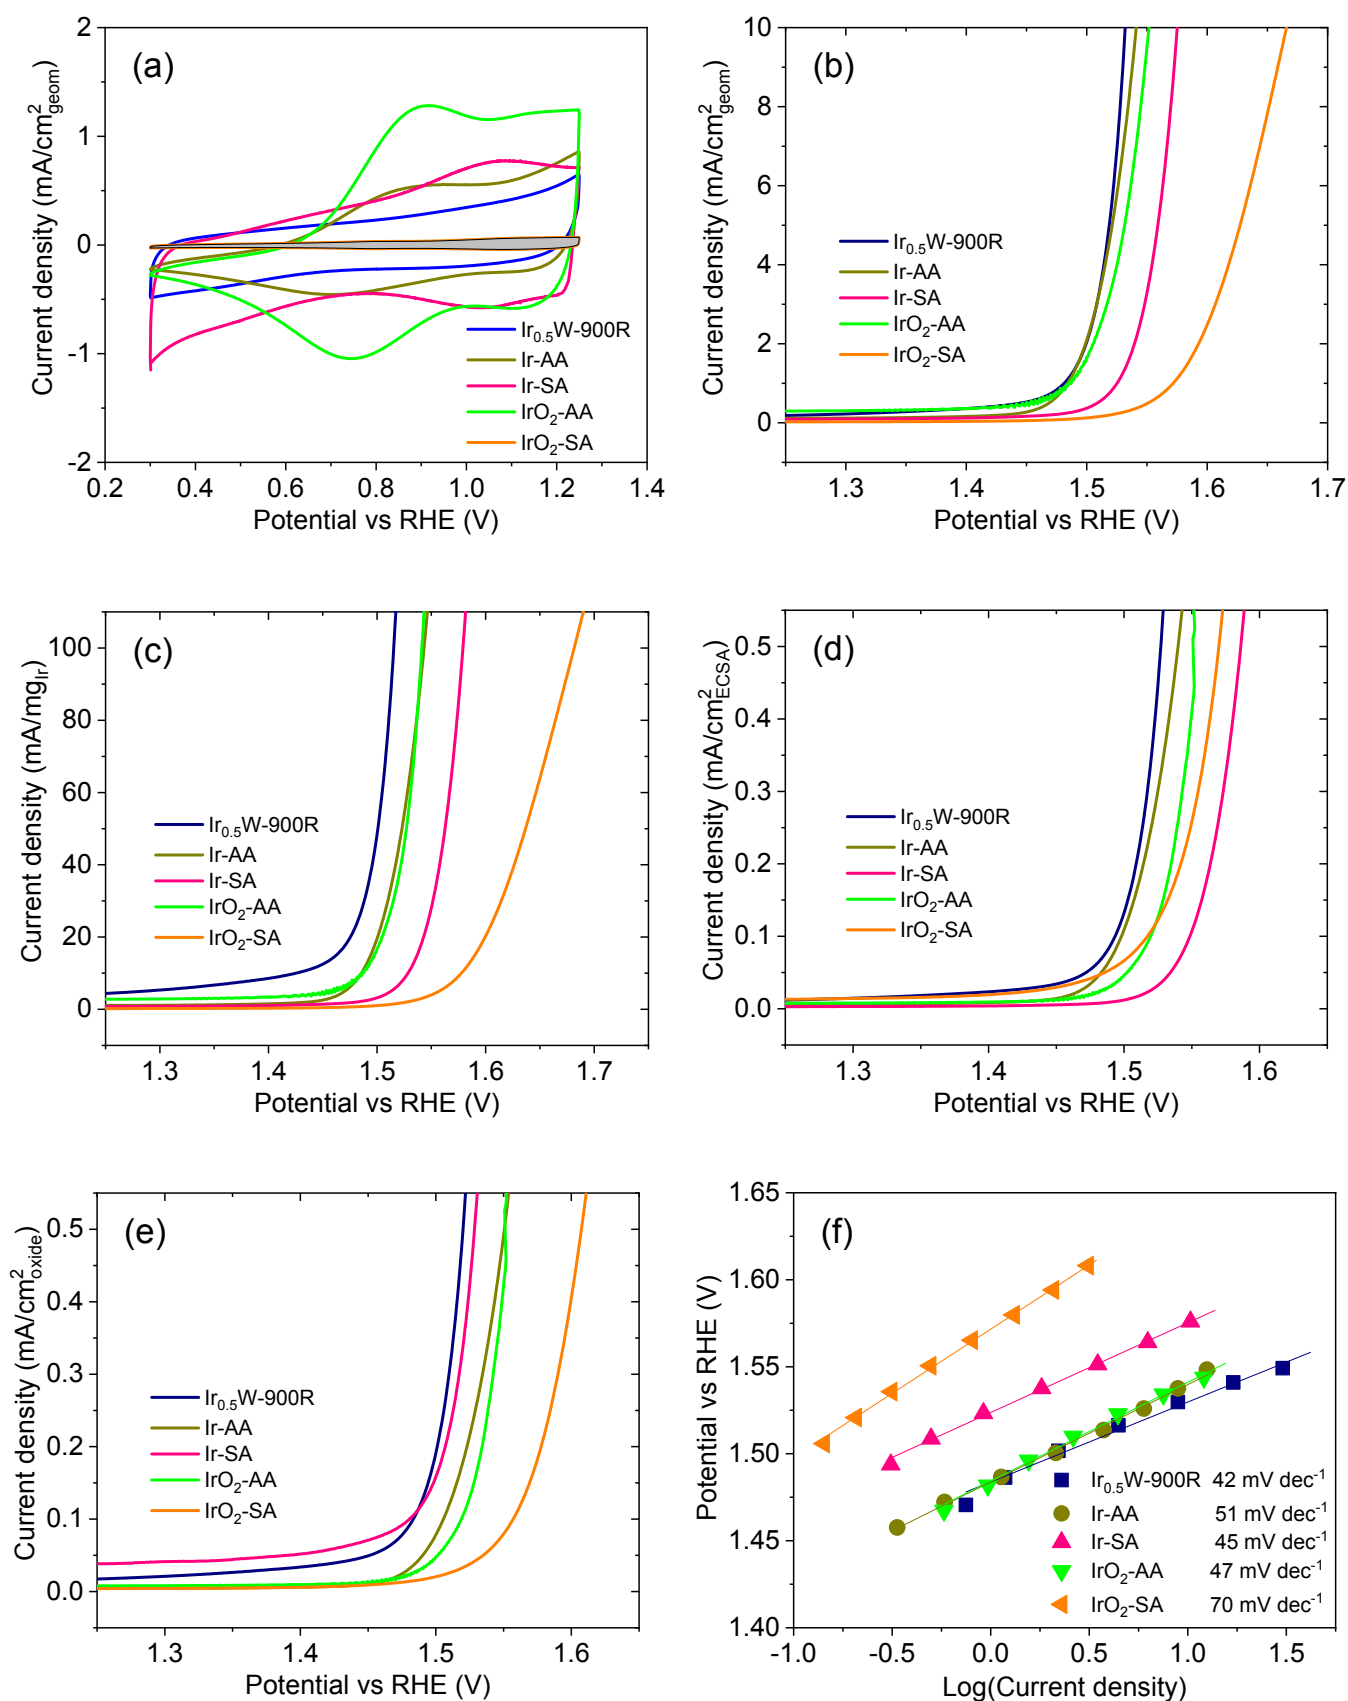 (a)
Current density (mA/cm²geom)
2
1
0
-1
-2
0.2 0.4 0.6 0.8 1.0 1.2 1.4
Potential vs RHE (V)
Ir₀.₅W-900R
Ir-AA
Ir-SA
IrO₂-AA
IrO₂-SA
(b)
Current density (mA/cm²geom)
10
8
6
4
2
0
1.3 1.4 1.5 1.6 1.7
Potential vs RHE (V)
Ir₀.₅W-900R
Ir-AA
Ir-SA
IrO₂-AA
IrO₂-SA
(c)
Current density (mA/mgIr)
100
80
60
40
20
0
1.3 1.4 1.5 1.6 1.7
Potential vs RHE (V)
Ir₀.₅W-900R
Ir-AA
Ir-SA
IrO₂-AA
IrO₂-SA
(d)
Current density (mA/cm²ECSA)
0.5
0.4
0.3
0.2
0.1
0.0
1.3 1.4 1.5 1.6
Potential vs RHE (V)
Ir₀.₅W-900R
Ir-AA
Ir-SA
IrO₂-AA
IrO₂-SA
(e)
Current density (mA/cm²oxide)
0.5
0.4
0.3
0.2
0.1
0.0
1.3 1.4 1.5 1.6
Potential vs RHE (V)
Ir₀.₅W-900R
Ir-AA
Ir-SA
IrO₂-AA
IrO₂-SA
(f)
Potential vs RHE (V)
1.65
1.60
1.55
1.50
1.45
1.40
-1.0 -0.5 0.0 0.5 1.0 1.5
Log(Current density)
Ir₀.₅W-900R 42 mV dec⁻¹
Ir-AA 51 mV dec⁻¹
Ir-SA 45 mV dec⁻¹
IrO₂-AA 47 mV dec⁻¹
IrO₂-SA 70 mV dec⁻¹